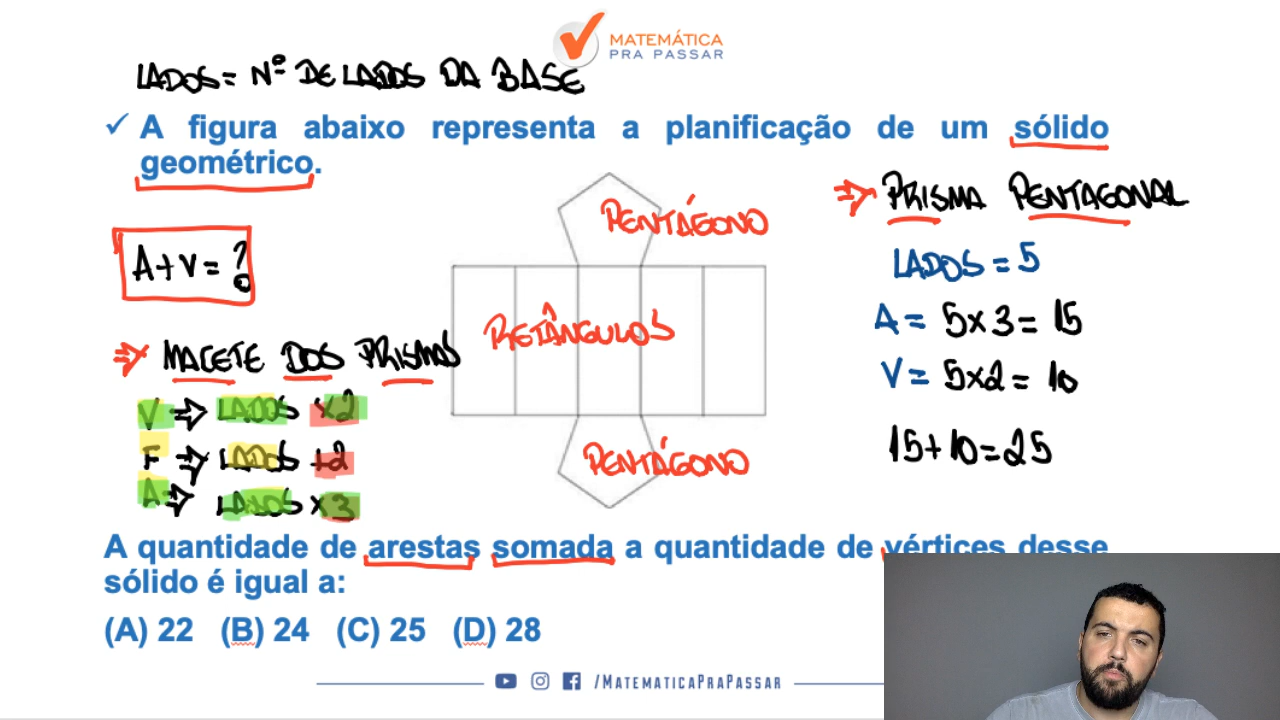 MATEMÁTICA
PRA PASSAR
LADOS = Nº DE LADOS DA BASE
✓ A figura abaixo representa a planificação de um sólido
geométrico.
A+V= ?
⇒ MACETE DOS PRISMAS
V ⇒ LADOS x2
F ⇒ LADOS +2
A ⇒ LADOS x3
PENTÁGONO
RETÂNGULOS
PENTÁGONO
⇒ PRISMA PENTAGONAL
LADOS = 5
A = 5x3 = 15
V = 5x2 = 10
15+10=25
A quantidade de arestas somada a quantidade de vértices desse
sólido é igual a:
(A) 22 (B) 24 (C) 25 (D) 28
/MATEMATICAPRAPASSAR